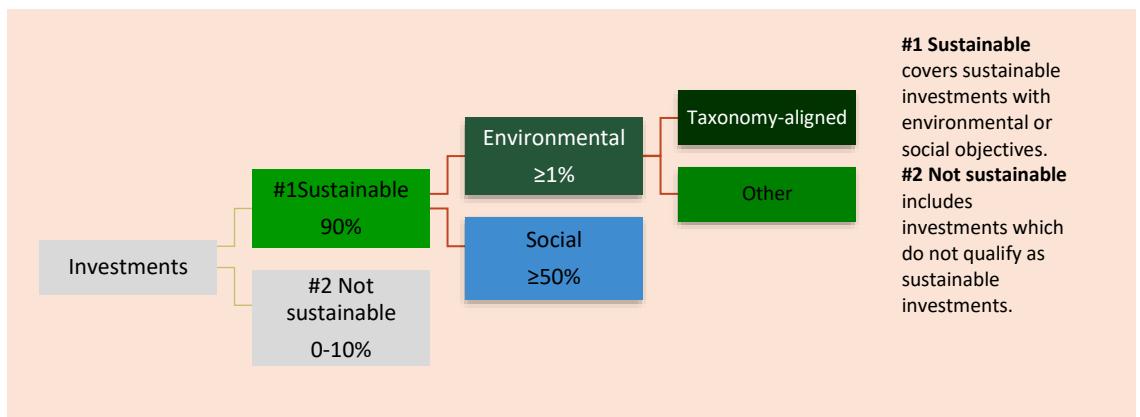 Investments
#1Sustainable
90%
#2 Not
sustainable
0-10%
Environmental
≥1%
Social
≥50%
Taxonomy-aligned
Other
#1 Sustainable
covers sustainable
investments with
environmental or
social objectives.
#2 Not sustainable
includes
investments which
do not qualify as
sustainable
investments.